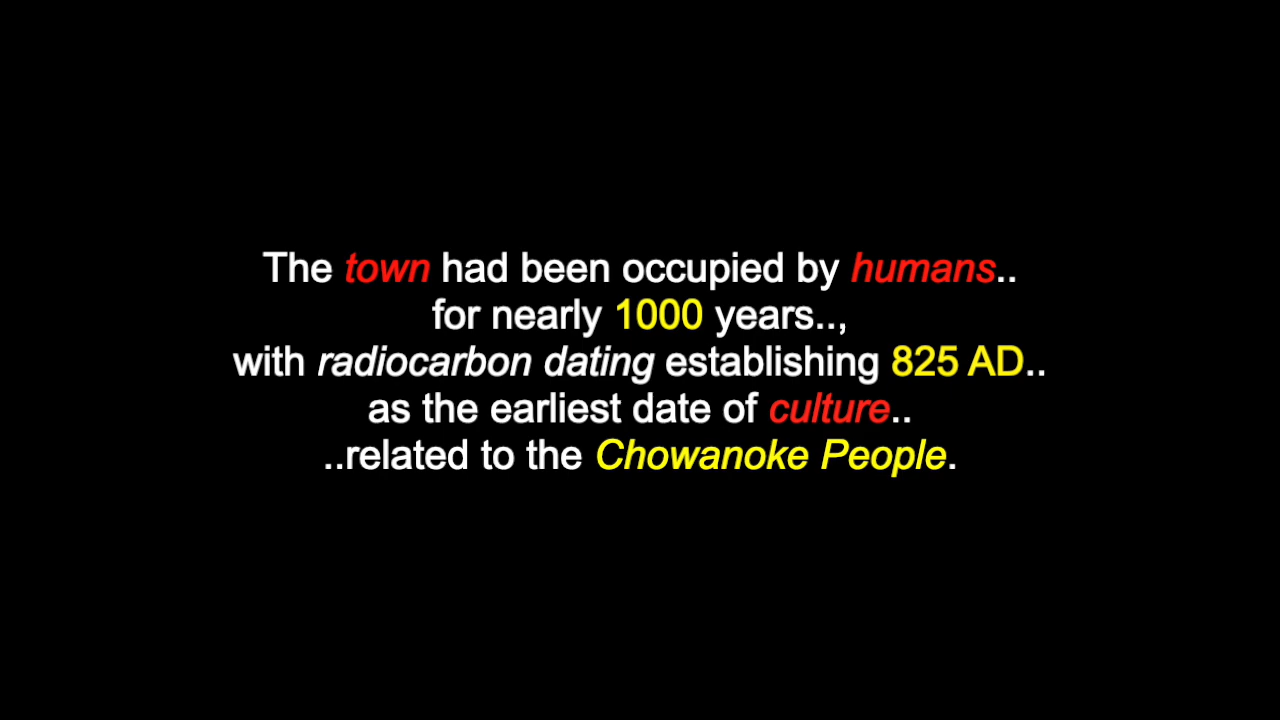 The town had been occupied by humans..
for nearly 1000 years..,
with radiocarbon dating establishing 825 AD..
as the earliest date of culture..
..related to the Chowanoke People.